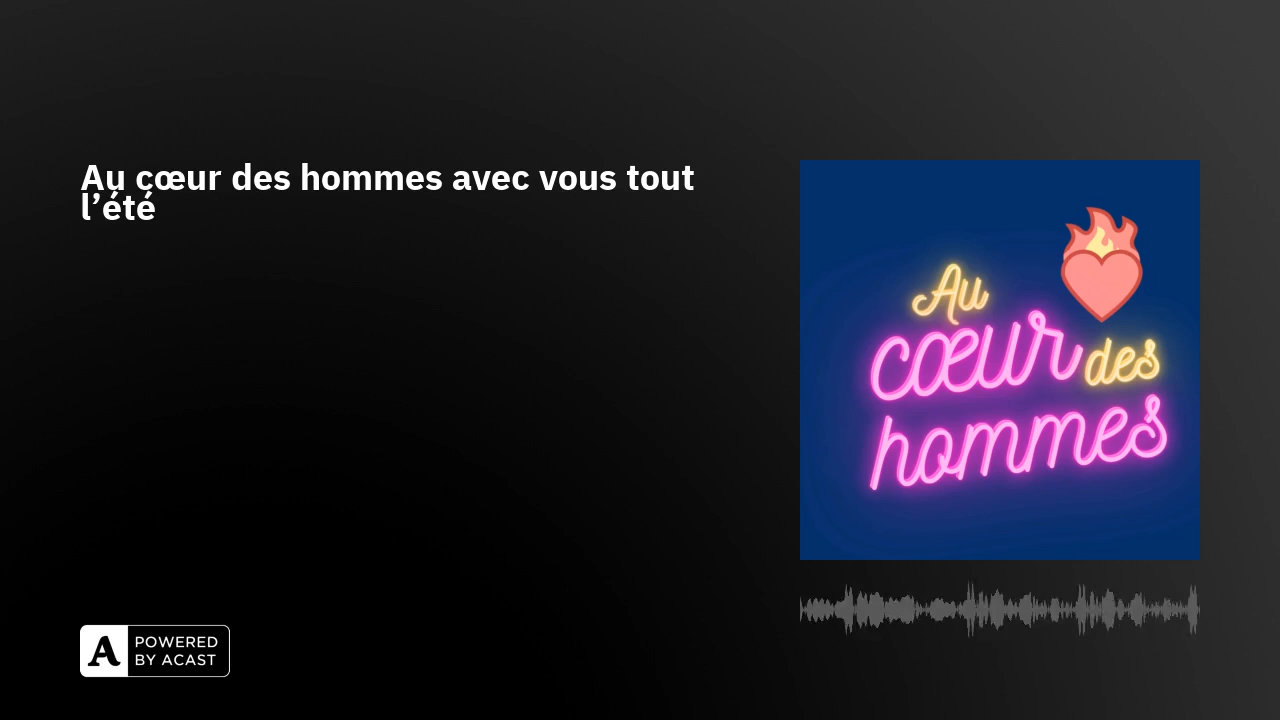 Au cœur des hommes avec vous tout
l’été
Au
cœur des
hommes
A
POWERED
BY ACAST